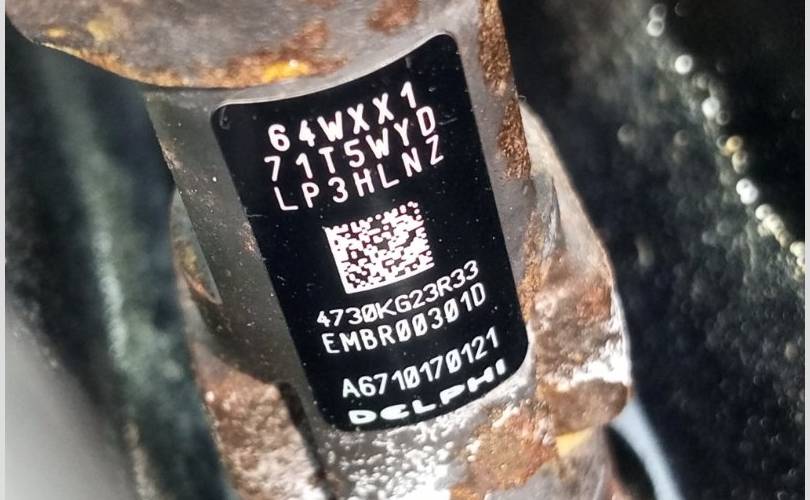 64WXX1
71T5WYD
LP3HLNZ
4730KG23R33
EMBR00301D
A6710170121
DELPHI